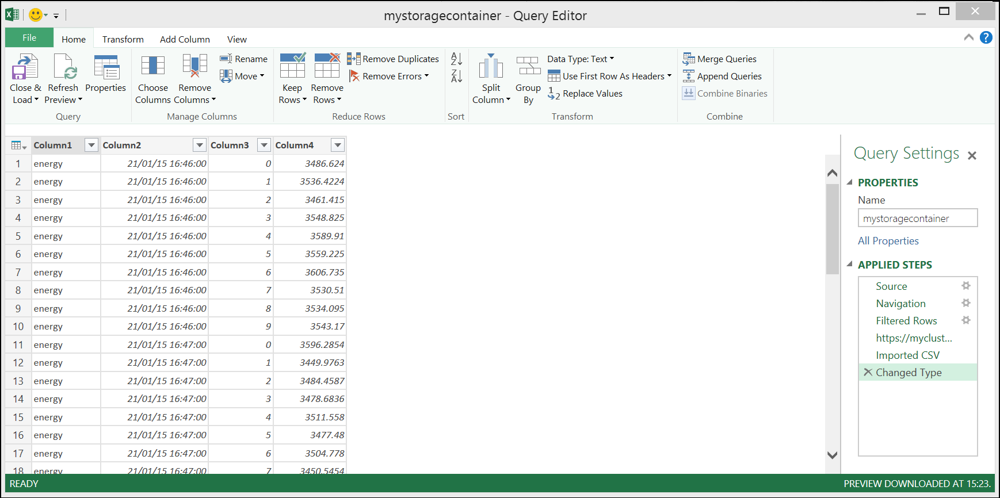 mystoragecontainer - Query Editor
File Home Transform Add Column View
Close & Load
Refresh Preview
Properties
Query
Choose Columns
Remove Columns
Rename
Move
Manage Columns
Keep Rows
Remove Rows
Remove Duplicates
Remove Errors
Reduce Rows
A Z
Z A
Sort
Split Column
Group By
Data Type: Text
Use First Row As Headers
1 2 Replace Values
Transform
Merge Queries
Append Queries
Combine Binaries
Combine
Column1 Column2 Column3 Column4
1 energy 21/01/15 16:46:00 0 3486.624
2 energy 21/01/15 16:46:00 1 3536.4224
3 energy 21/01/15 16:46:00 2 3461.415
4 energy 21/01/15 16:46:00 3 3548.825
5 energy 21/01/15 16:46:00 4 3589.91
6 energy 21/01/15 16:46:00 5 3559.225
7 energy 21/01/15 16:46:00 6 3606.735
8 energy 21/01/15 16:46:00 7 3530.51
9 energy 21/01/15 16:46:00 8 3534.095
10 energy 21/01/15 16:46:00 9 3543.17
11 energy 21/01/15 16:47:00 0 3596.2854
12 energy 21/01/15 16:47:00 1 3449.9763
13 energy 21/01/15 16:47:00 2 3484.4587
14 energy 21/01/15 16:47:00 3 3478.6836
15 energy 21/01/15 16:47:00 4 3511.558
16 energy 21/01/15 16:47:00 5 3477.48
17 energy 21/01/15 16:47:00 6 3504.778
18 energy 21/01/15 16:47:00 7 3450.5454
Query Settings
PROPERTIES
Name
mystoragecontainer
All Properties
APPLIED STEPS
Source
Navigation
Filtered Rows
https://myclust...
Imported CSV
Changed Type
READY
PREVIEW DOWNLOADED AT 15:23.